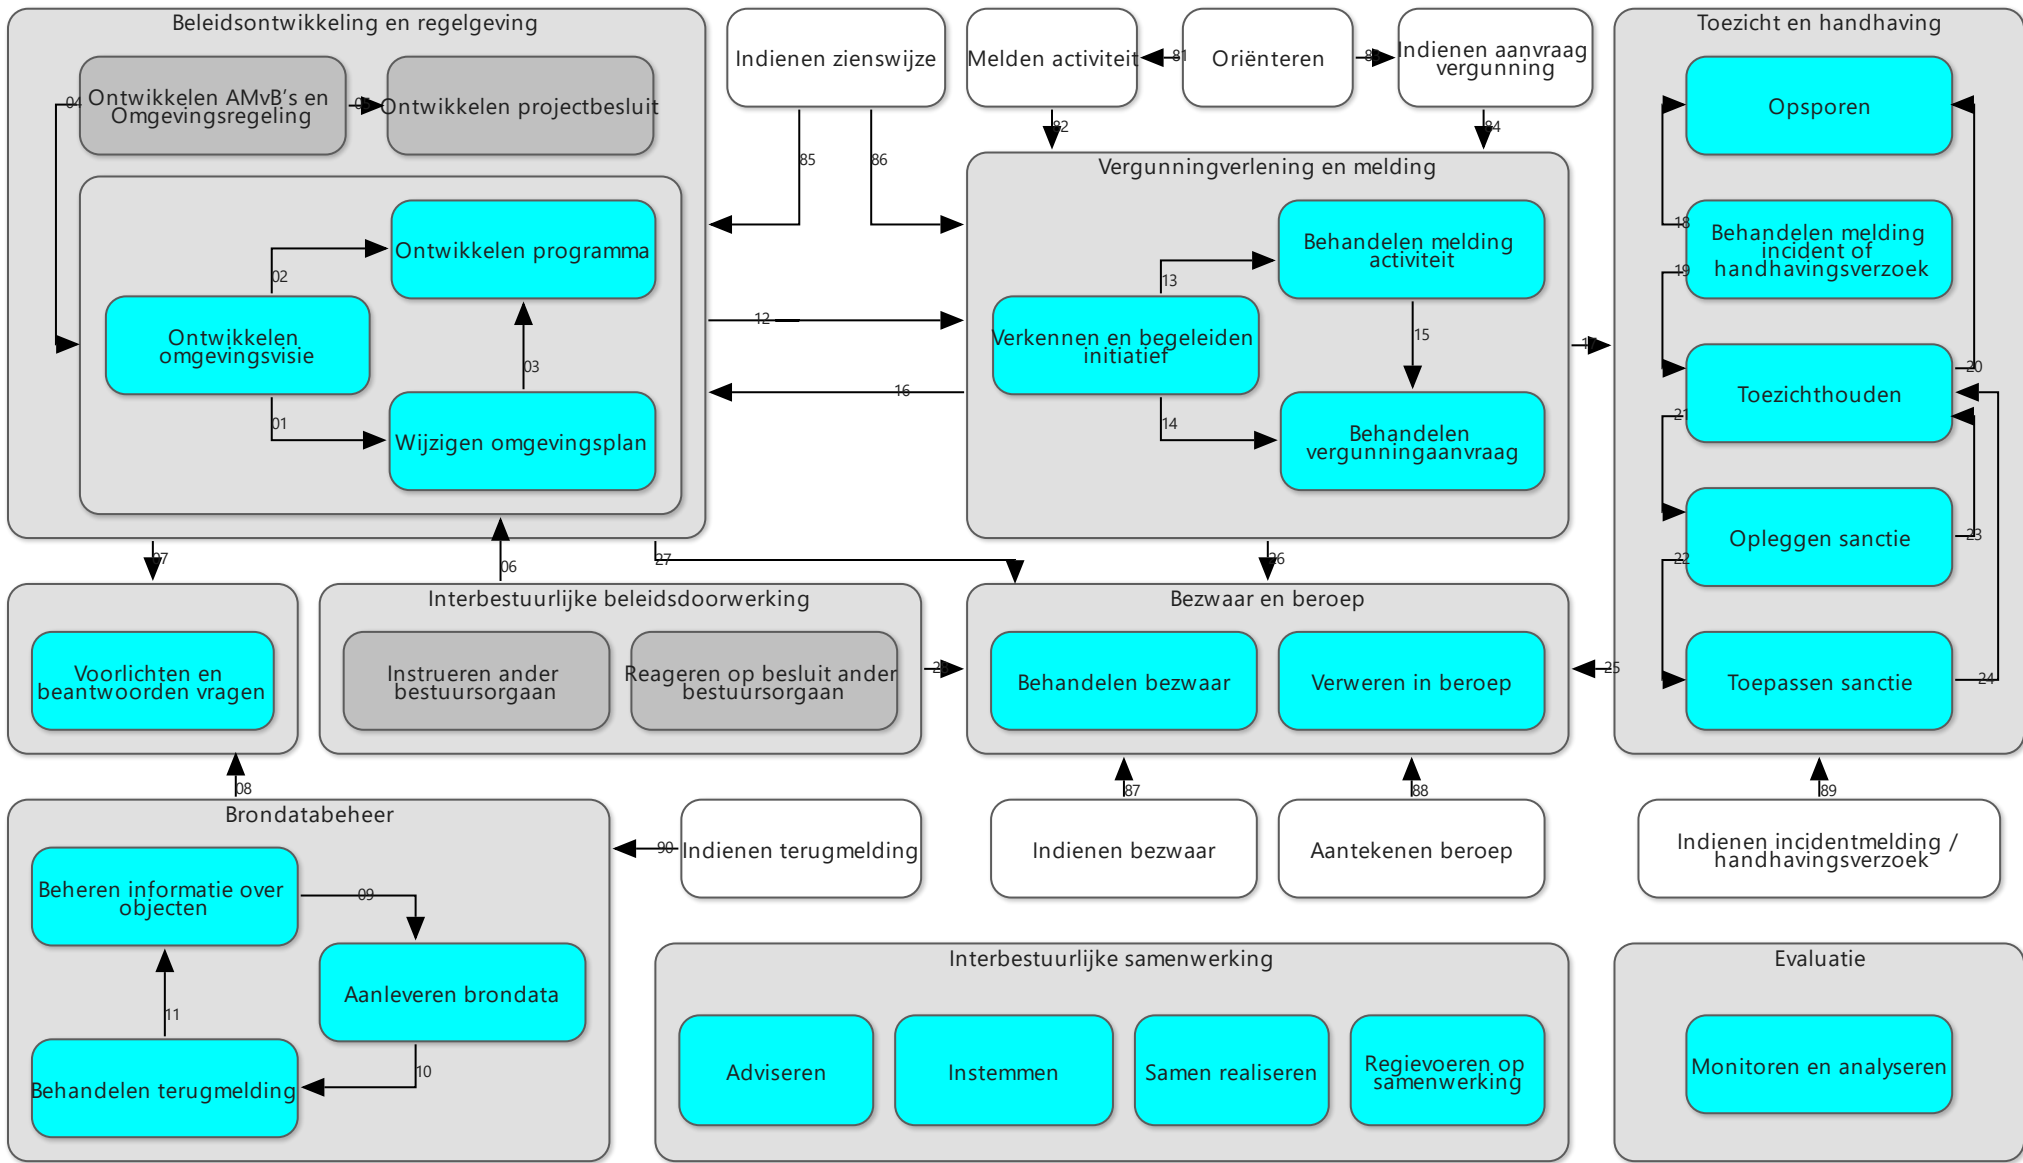 Beleidsontwikkeling en regelgeving
Ontwikkelen AMvB's en
Omgevingsregeling
Ontwikkelen projectbesluit
04
05
Ontwikkelen programma
02
Ontwikkelen
omgevingsvisie
03
01
Wijzigen omgevingsplan
Indienen zienswijze
Melden activiteit
81
Oriënteren
83
Indienen aanvraag
vergunning
85
86
82
84
Vergunningverlening en melding
Behandelen melding
activiteit
13
Verkennen en begeleiden
initiatief
15
14
Behandelen
vergunningaanvraag
12
16
17
Toezicht en handhaving
Opsporen
18
Behandelen melding
incident of
handhavingsverzoek
19
20
Toezichthouden
21
Opleggen sanctie
23
22
Toepassen sanctie
24
07
06
27
26
25
Voorlichten en
beantwoorden vragen
Interbestuurlijke beleidsdoorwerking
Instrueren ander
bestuursorgaan
Reageren op besluit ander
bestuursorgaan
Bezwaar en beroep
Behandelen bezwaar
Verweren in beroep
08
87
88
89
Brondatabeheer
Beheren informatie over
objecten
09
Aanleveren brondata
11
10
Behandelen terugmelding
90
Indienen terugmelding
Indienen bezwaar
Aantekenen beroep
Indienen incidentmelding /
handhavingsverzoek
Interbestuurlijke samenwerking
Adviseren
Instemmen
Samen realiseren
Regievoeren op
samenwerking
Evaluatie
Monitoren en analyseren